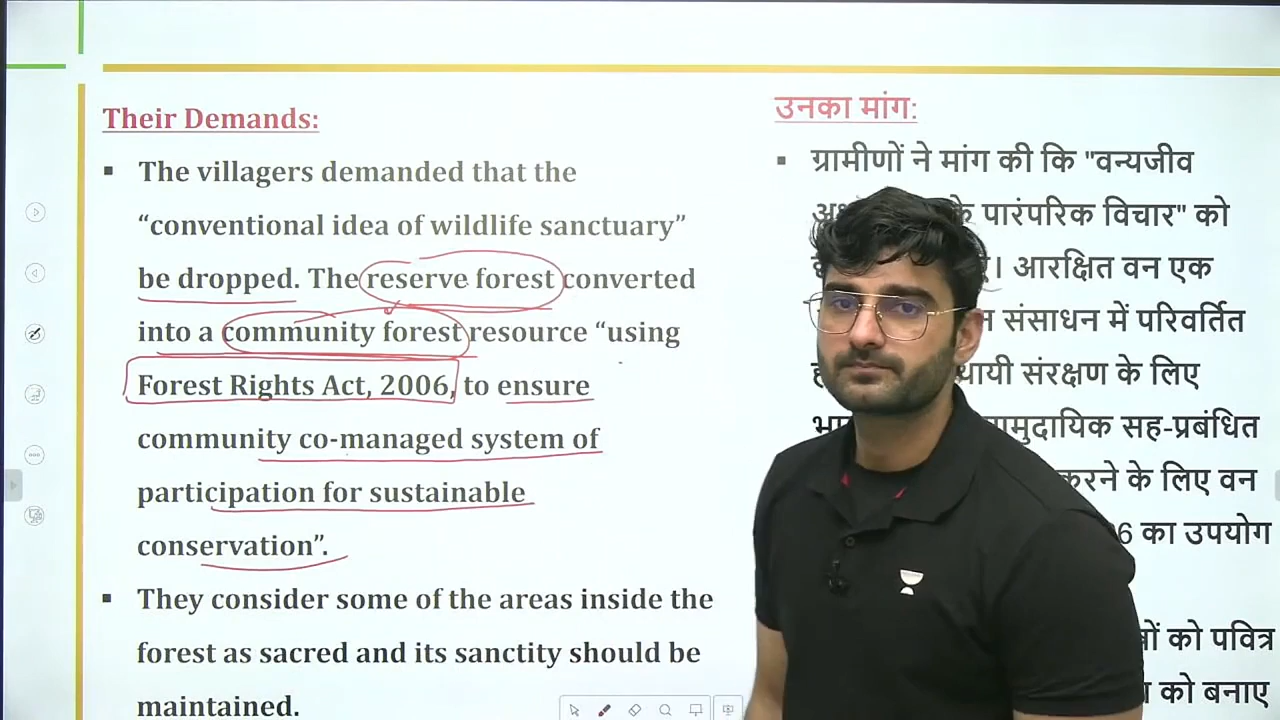 Their Demands:
▪ The villagers demanded that the
“conventional idea of wildlife sanctuary”
be dropped. The reserve forest converted
into a community forest resource “using
Forest Rights Act, 2006, to ensure
community co-managed system of
participation for sustainable
conservation”.
▪ They consider some of the areas inside the
forest as sacred and its sanctity should be
maintained.
उनका मांग:
▪ ग्रामीणों ने मांग की कि "वन्यजीव
के पारंपरिक विचार" को
। आरक्षित वन एक
संसाधन में परिवर्तित
के लिए
सह-प्रबंधित
करने के लिए वन
6 का उपयोग
को पवित्र
को बनाए